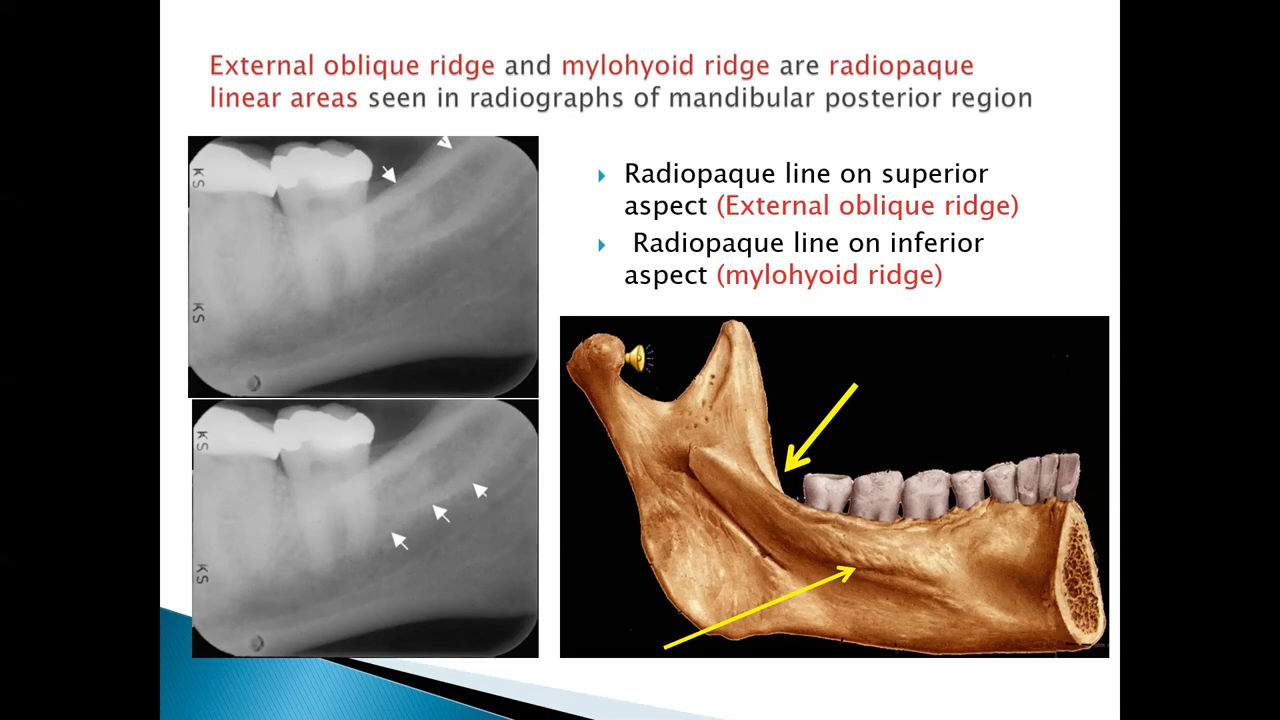 External oblique ridge and mylohyoid ridge are radiopaque
linear areas seen in radiographs of mandibular posterior region
KS
KS
KS
KS
Radiopaque line on superior
aspect (External oblique ridge)
Radiopaque line on inferior
aspect (mylohyoid ridge)